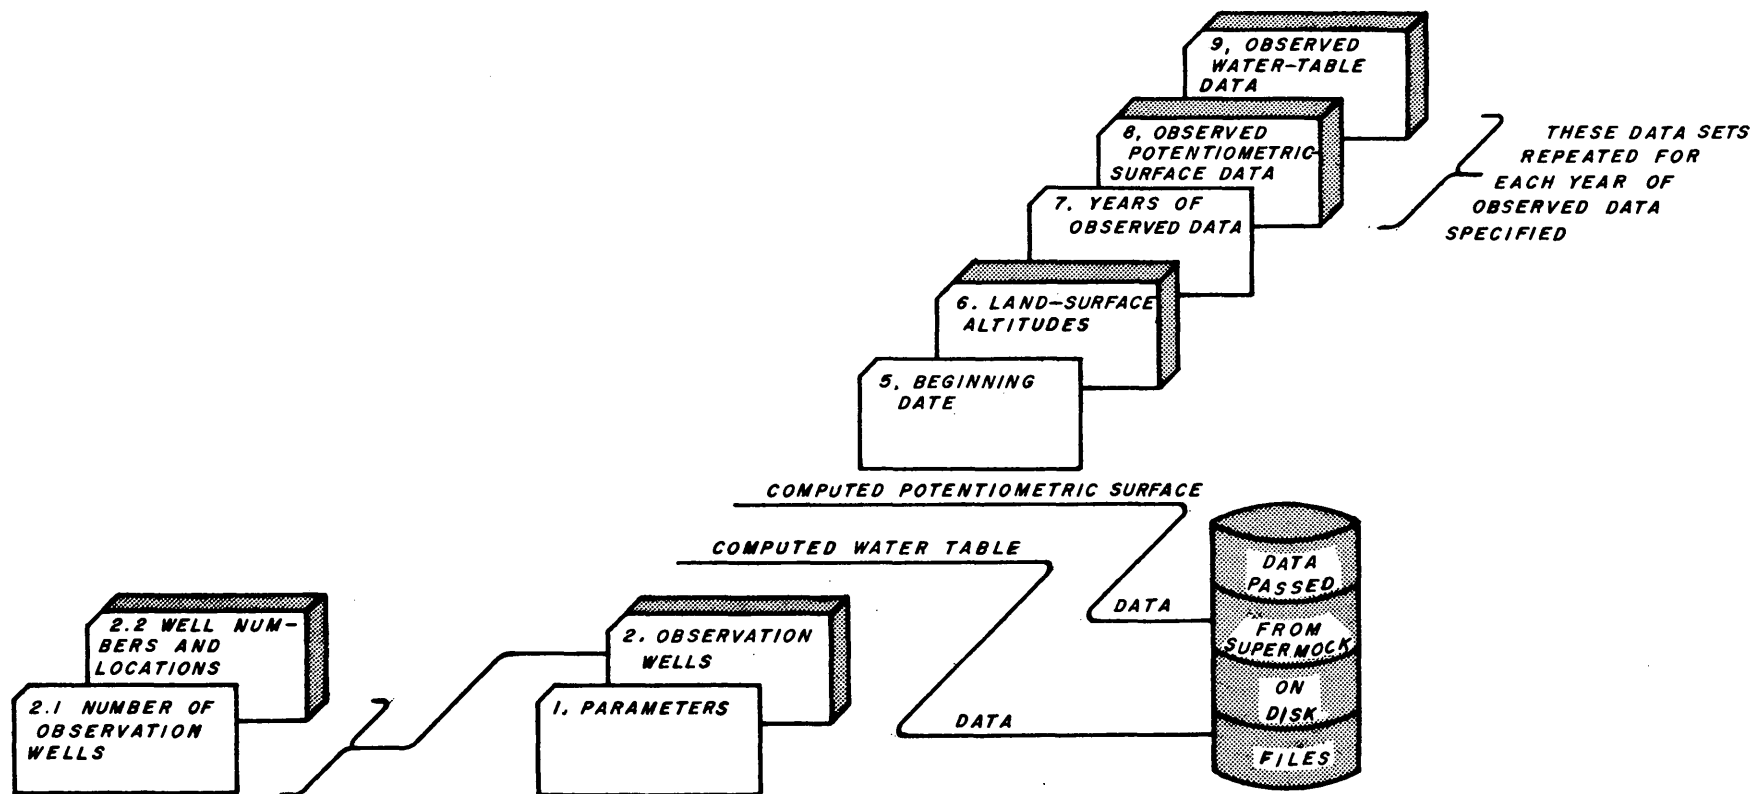 9, OBSERVED
WATER-TABLE
DATA
8, OBSERVED
POTENTIOMETRIC-
SURFACE DATA
7. YEARS OF
OBSERVED DATA
6. LAND-SURFACE
ALTITUDES
5, BEGINNING
DATE
THESE DATA SETS
REPEATED FOR
EACH YEAR OF
OBSERVED DATA
SPECIFIED
COMPUTED POTENTIOMETRIC SURFACE
COMPUTED WATER TABLE
DATA
DATA
DATA
PASSED
FROM
SUPERMOCK
ON
DISK
FILES
2. OBSERVATION
WELLS
1. PARAMETERS
2.2 WELL NUM-
BERS AND
LOCATIONS
2.1 NUMBER OF
OBSERVATION
WELLS